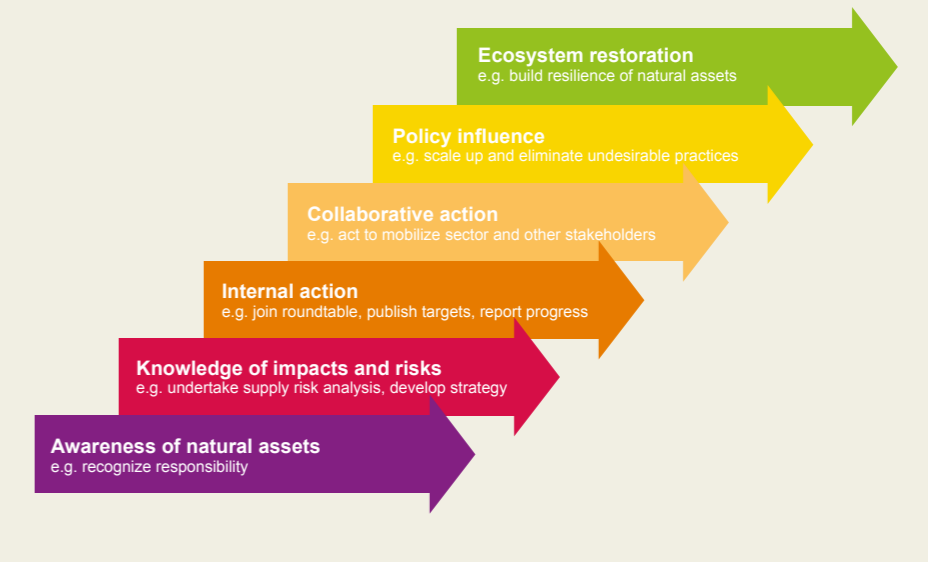 Ecosystem restoration
e.g. build resilience of natural assets
Policy influence
e.g. scale up and eliminate undesirable practices
Collaborative action
e.g. act to mobilize sector and other stakeholders
Internal action
e.g. join roundtable, publish targets, report progress
Knowledge of impacts and risks
e.g. undertake supply risk analysis, develop strategy
Awareness of natural assets
e.g. recognize responsibility